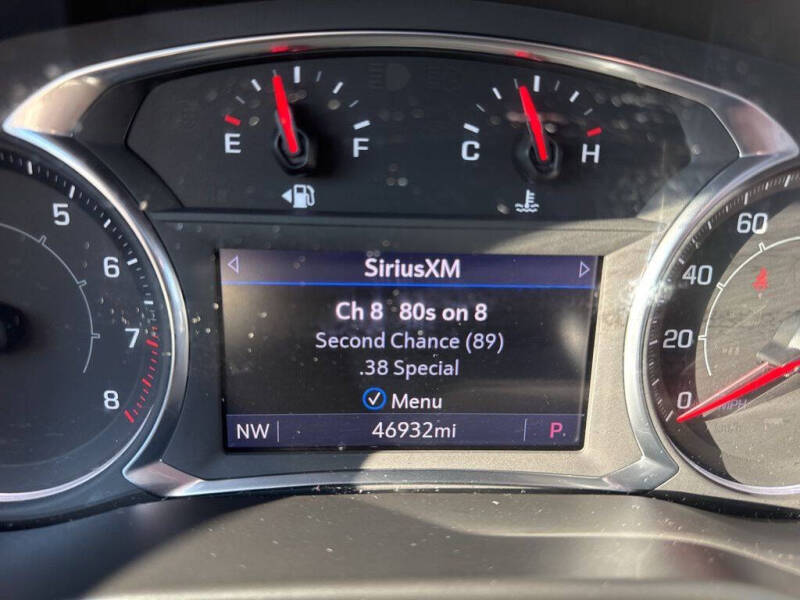 E F C H
5
6
7
8
60
40
20
0
MPH
SiriusXM
Ch 8 80s on 8
Second Chance (89)
.38 Special
Menu
NW 46932mi P